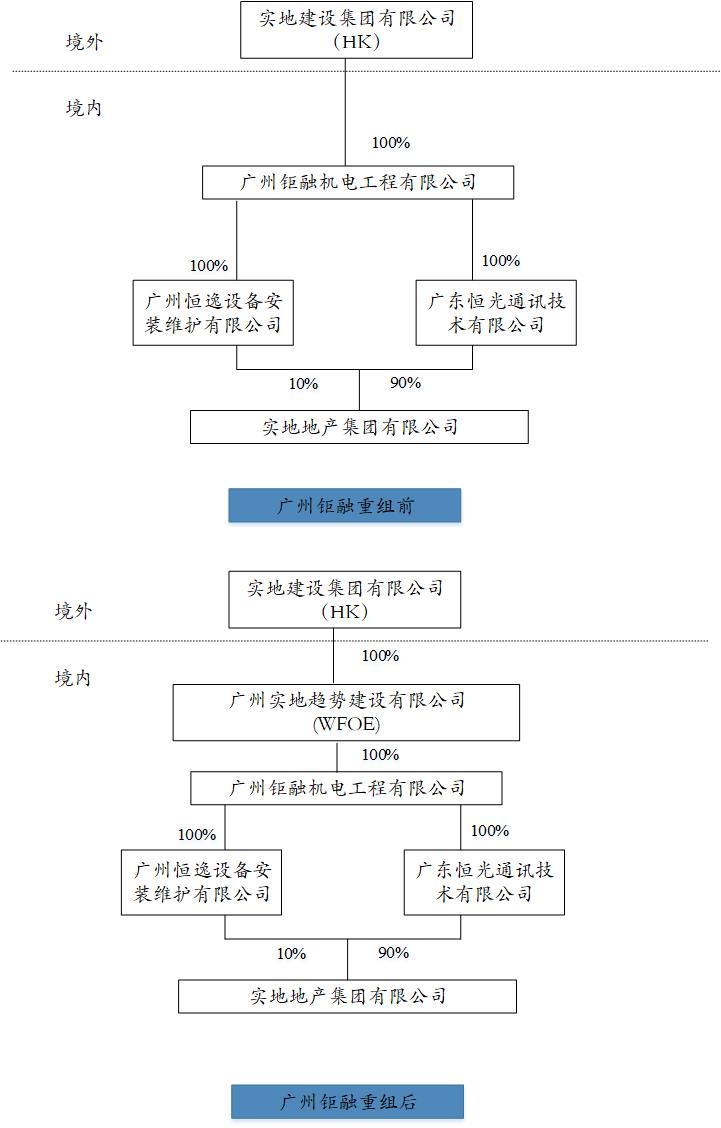 实地建设集团有限公司
（HK）
境外
境内
100%
广州钜融机电工程有限公司
100%
100%
广州恒逸设备安
装维护有限公司
广东恒光通讯技
术有限公司
10%
90%
实地地产集团有限公司
广州钜融重组前
实地建设集团有限公司
（HK）
境外
100%
境内
广州实地趋势建设有限公司
(WFOE)
100%
广州钜融机电工程有限公司
100%
100%
广州恒逸设备安
装维护有限公司
广东恒光通讯技
术有限公司
10%
90%
实地地产集团有限公司
广州钜融重组后